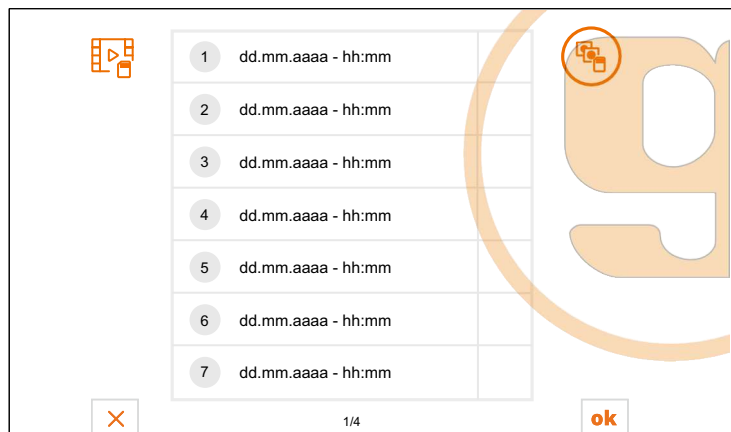 1 dd.mm.aaaa - hh:mm
2 dd.mm.aaaa - hh:mm
3 dd.mm.aaaa - hh:mm
4 dd.mm.aaaa - hh:mm
5 dd.mm.aaaa - hh:mm
6 dd.mm.aaaa - hh:mm
7 dd.mm.aaaa - hh:mm
1/4
ok
g